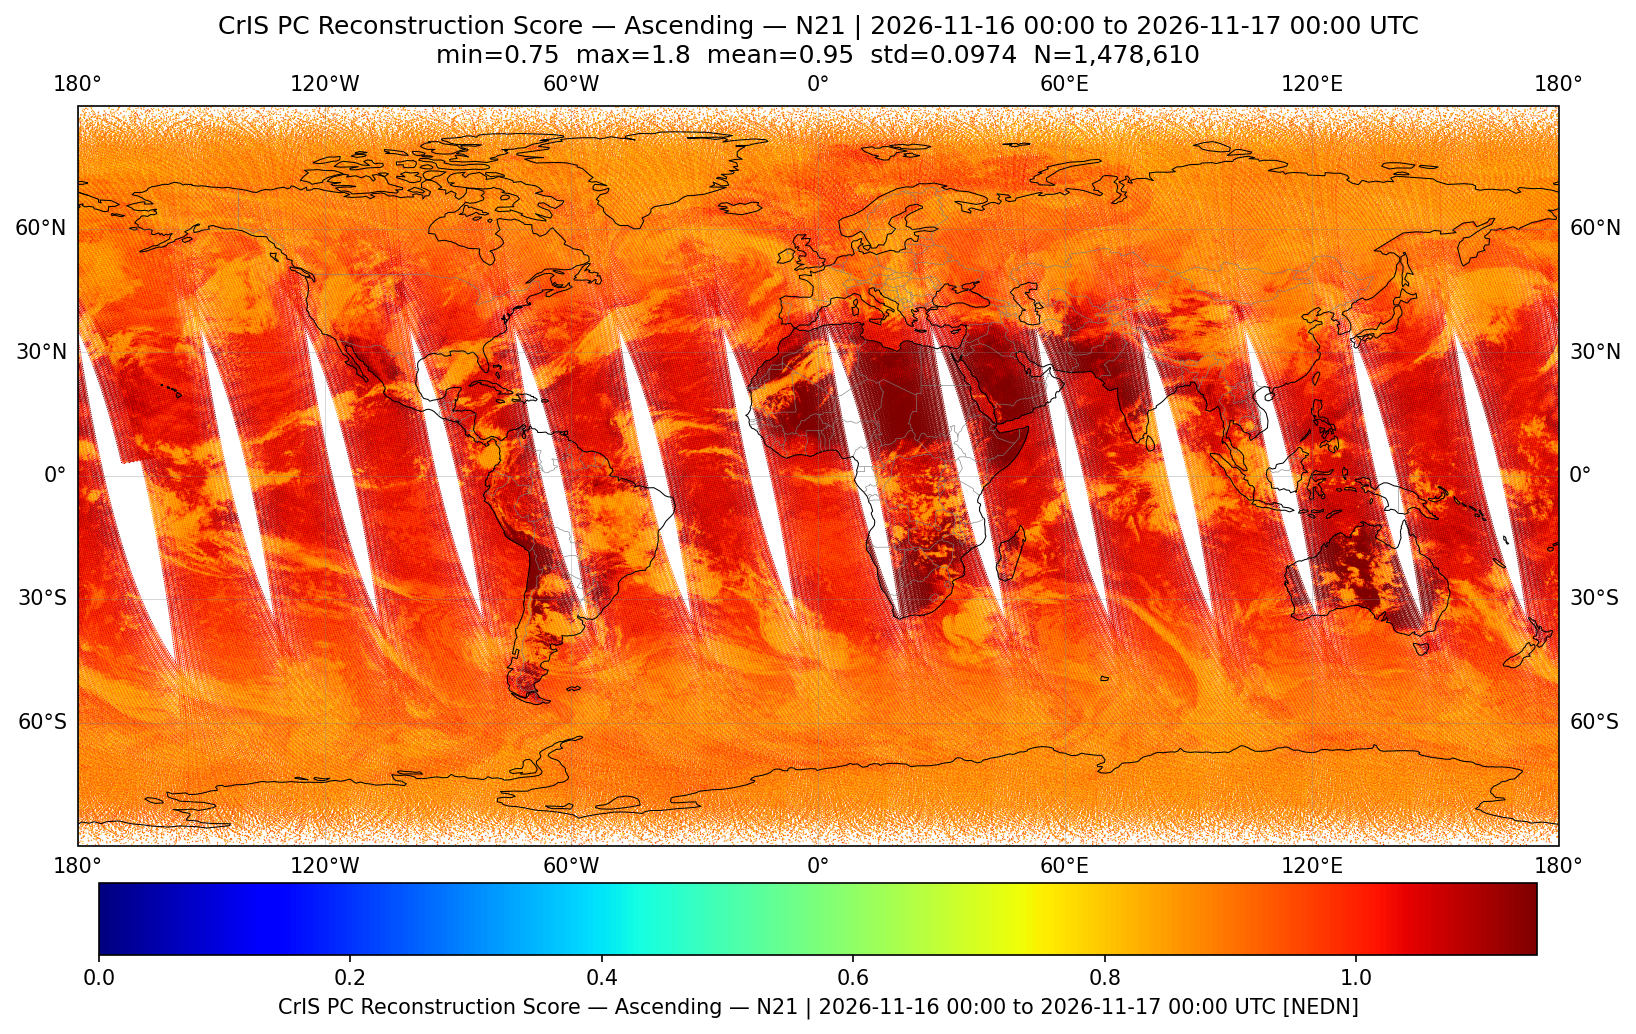 CrIS PC Reconstruction Score — Ascending — N21 | 2026-11-16 00:00 to 2026-11-17 00:00 UTC
min=0.75 max=1.8 mean=0.95 std=0.0974 N=1,478,610
180° 120°W 60°W 0° 60°E 120°E 180°
60°N 60°N
30°N 30°N
0° 0°
30°S 30°S
60°S 60°S
180° 120°W 60°W 0° 60°E 120°E 180°
0.0 0.2 0.4 0.6 0.8 1.0
CrIS PC Reconstruction Score — Ascending — N21 | 2026-11-16 00:00 to 2026-11-17 00:00 UTC [NEDN]